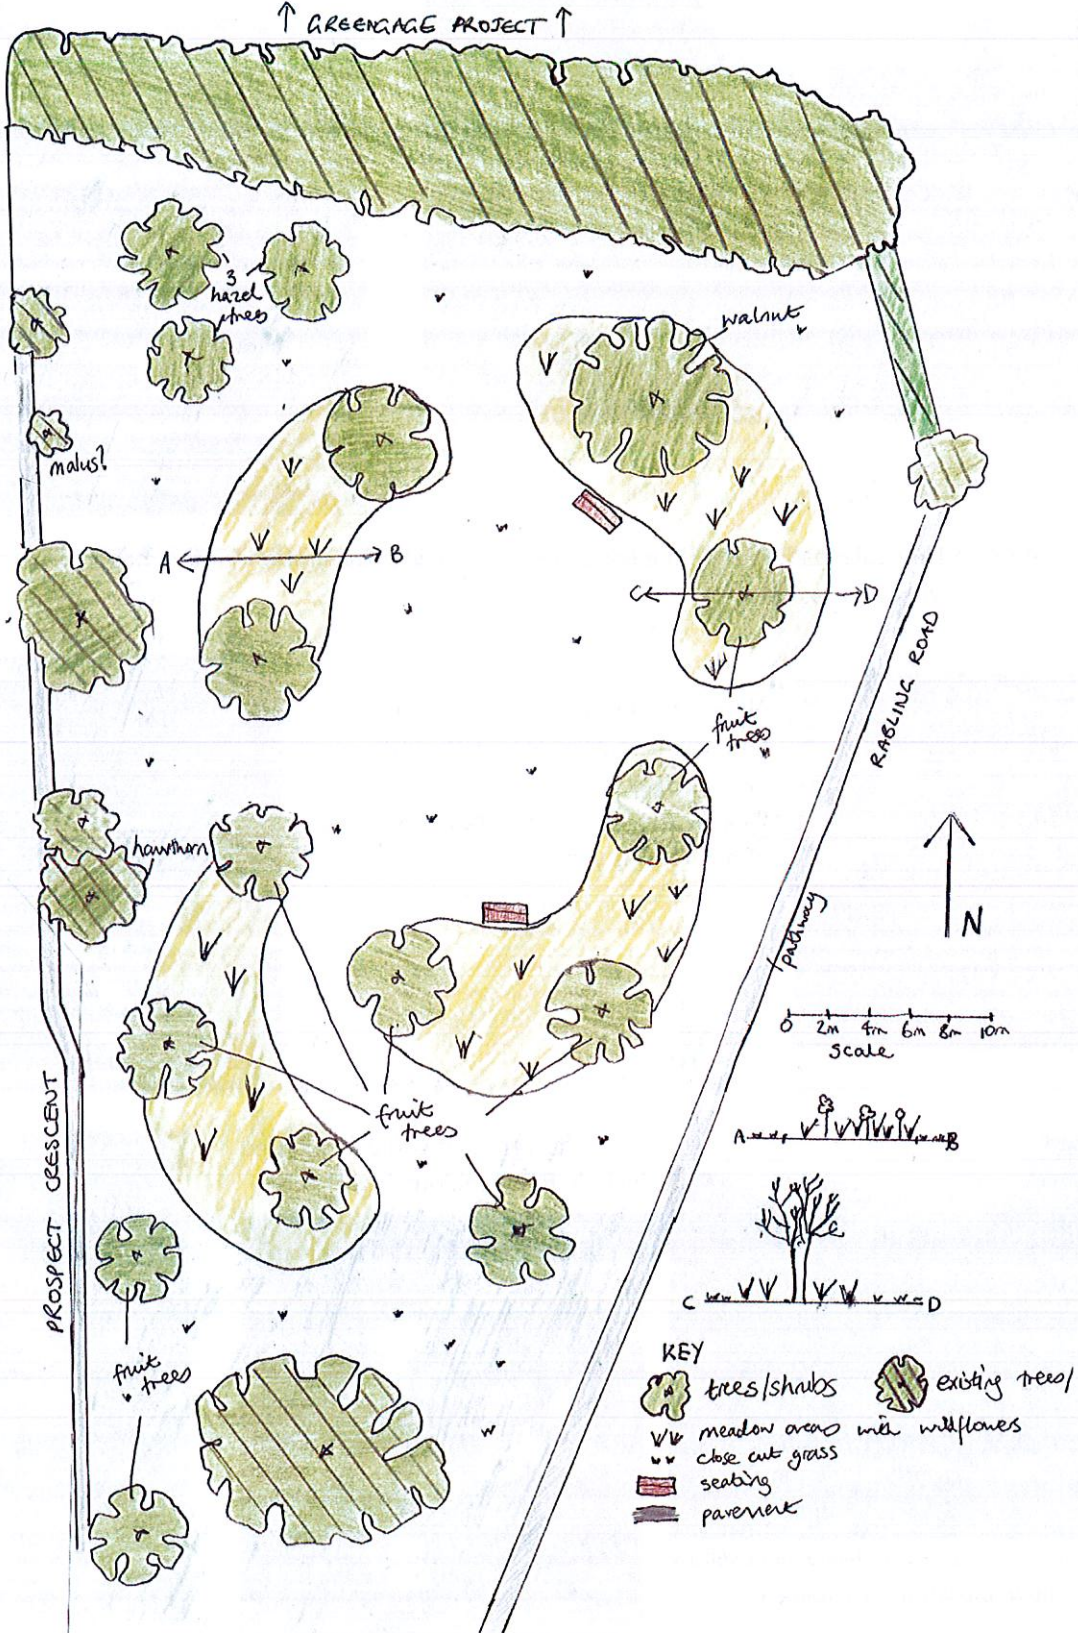 ↑ GREENGAGE PROJECT ↑
3
hazel
trees
walnut
malus?
A
B
C
D
RABLING ROAD
fruit
trees
hawthorn
N
pathway
0 2m 4m 6m 8m 10m
scale
PROSPECT CRESCENT
fruit
trees
A
B
C
D
fruit
trees
KEY
trees/shrubs
existing trees/
meadow areas with wildflowers
close cut grass
seating
pavement